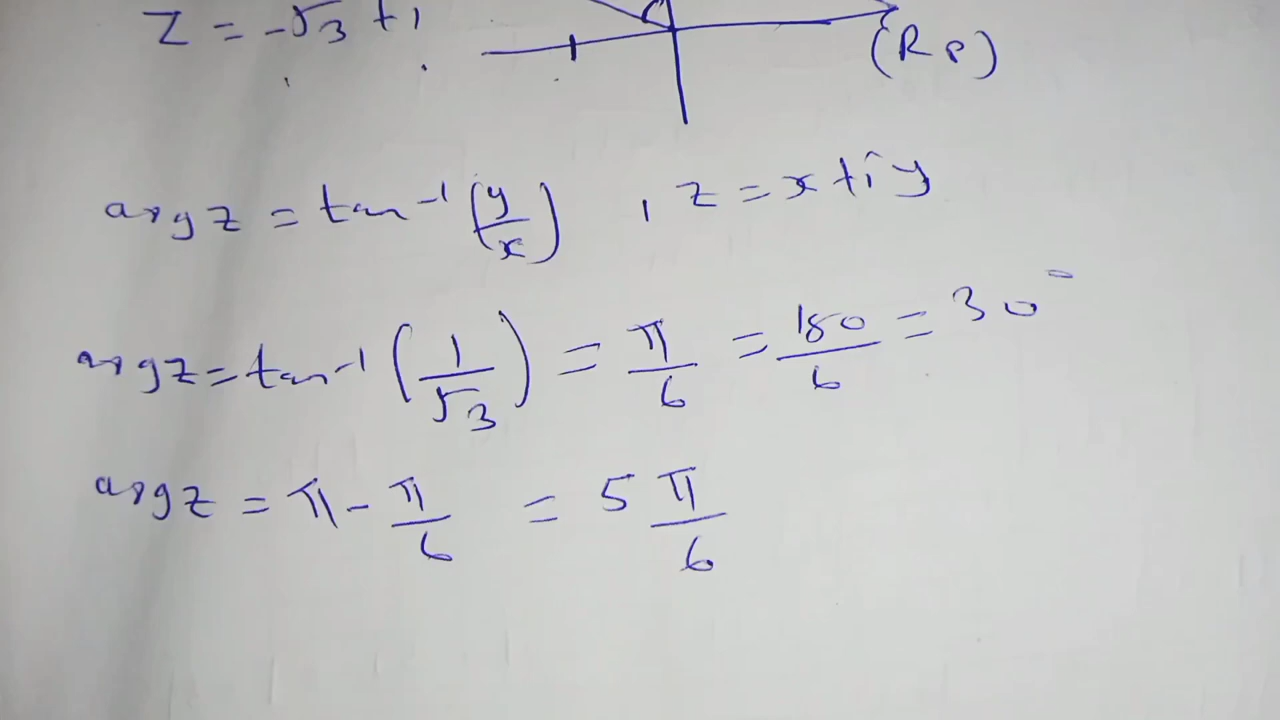 z = -√3 + i
(Re)
arg z = tan⁻¹(y/x) , z = x + iy
arg z = tan⁻¹(1/√3) = π/6 = 180/6 = 30°
arg z = π - π/6 = 5π/6